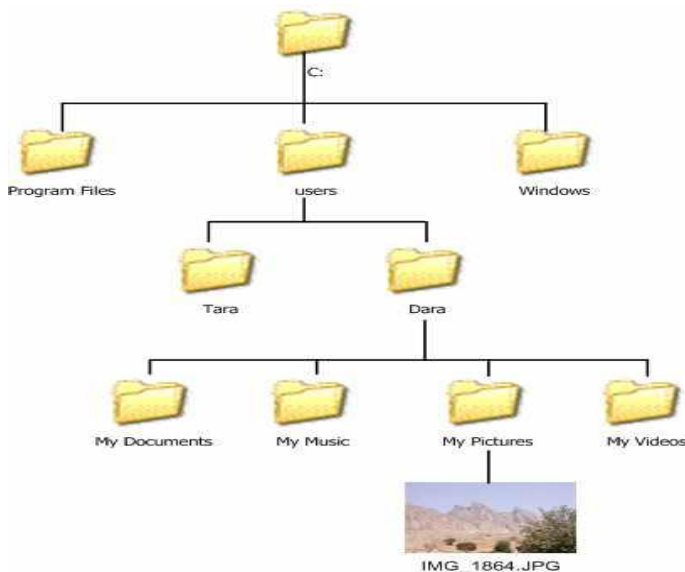 C:
Program Files
users
Windows
Tara
Dara
My Documents
My Music
My Pictures
My Videos
IMG_1864.JPG